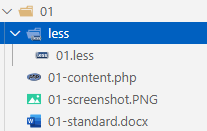 01
less
01.less
01-content.php
01-screenshot.PNG
01-standard.docx